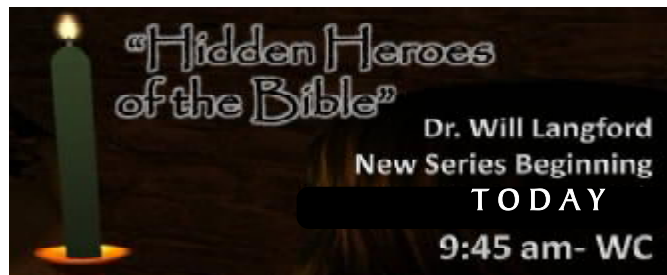 “Hidden Heroes
of the Bible”
Dr. Will Langford
New Series Beginning
TODAY
9:45 am- WC